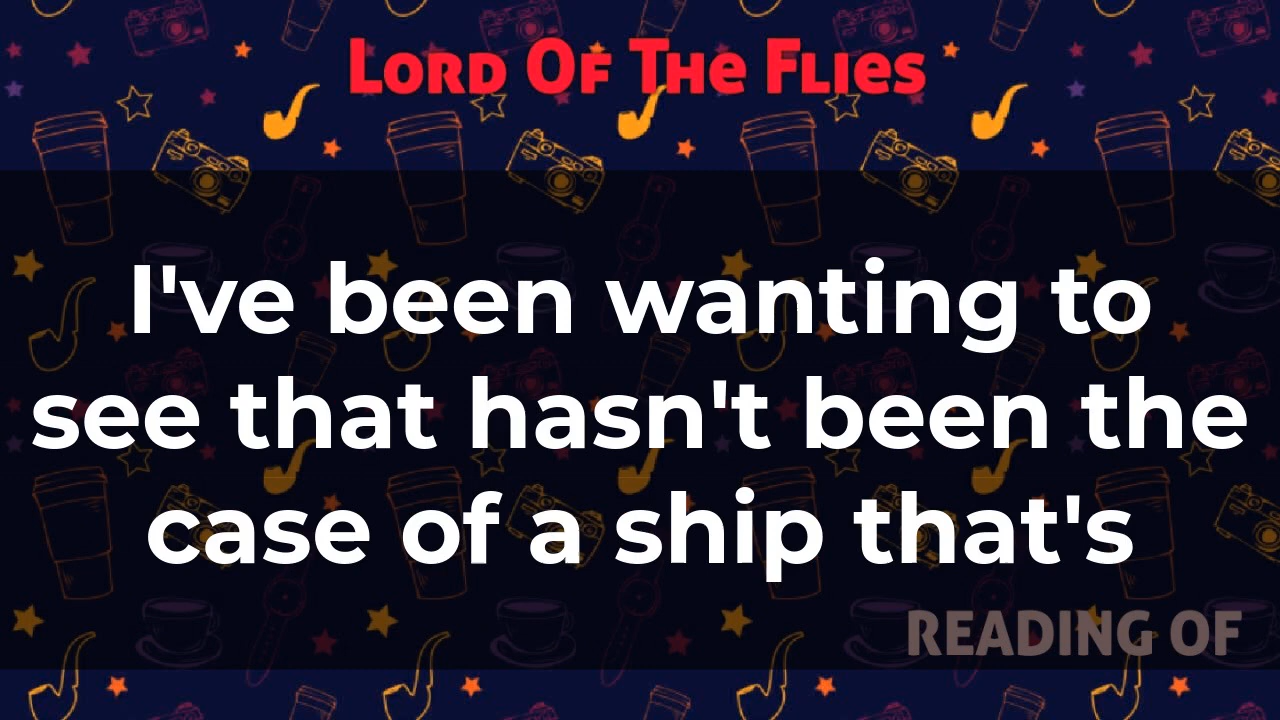 Lord Of The Flies
I've been wanting to
see that hasn't been the
case of a ship that's
READING OF